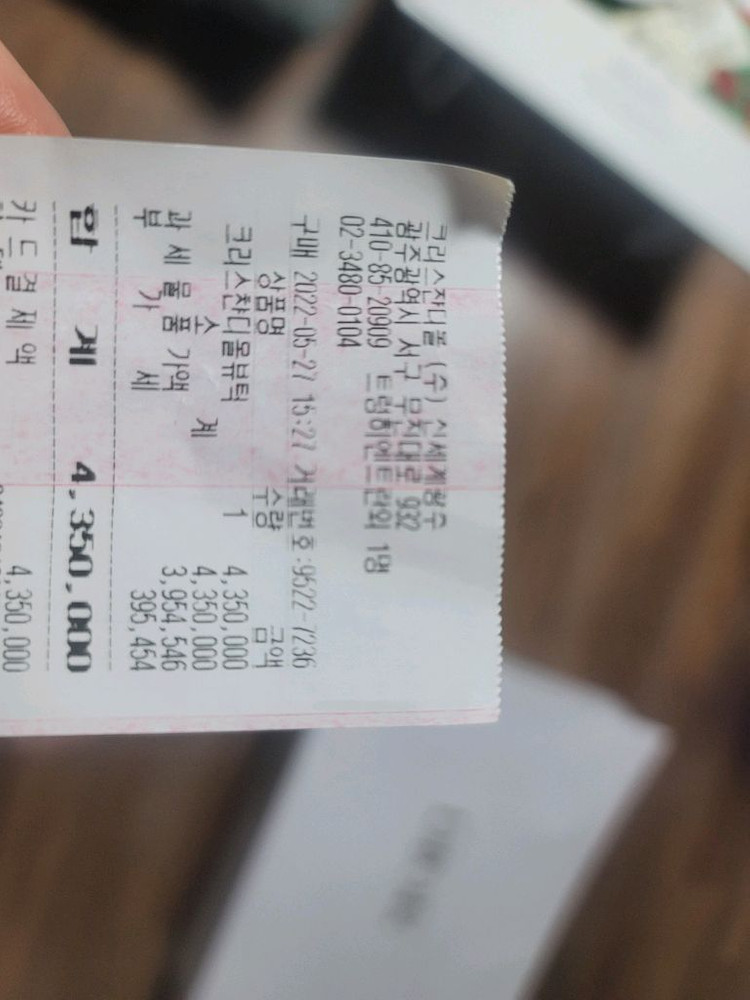 크리스챤디올 (주) 신세계광주
광주광역시 서구 무진대로 932
410-85-20909 트렁히엔트란외 1명
02-3480-0104
구매 2022-05-27 15:27 거래번호:9522-7236
상품명 수량 금액
크리스챤디올뷰틱 1 4,350,000
소 계 4,350,000
과세물품가액 3,954,546
부 가 세 395,454
합 계 4,350,000
카드결제액 4,350,000